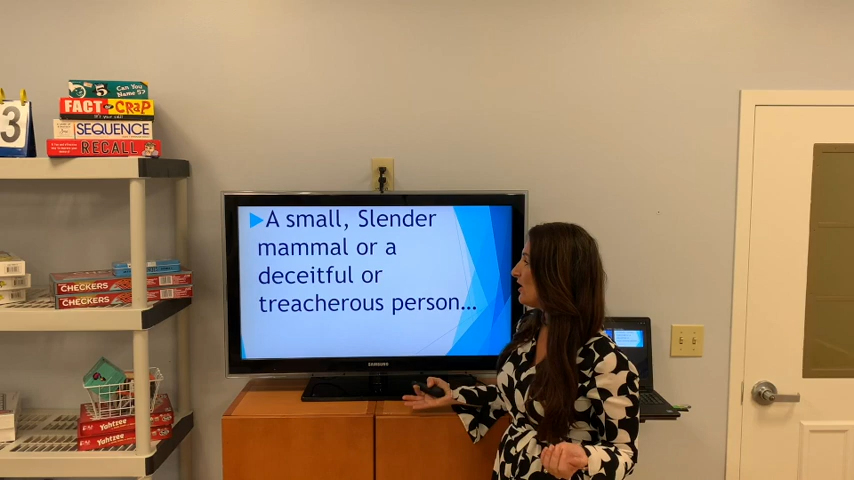 3
5 Can You
Name 5?
FACT OR CRAP
SEQUENCE
RECALL
CHECKERS
CHECKERS
Yahtzee
Yahtzee
A small, Slender
mammal or a
deceitful or
treacherous person...
SAMSUNG